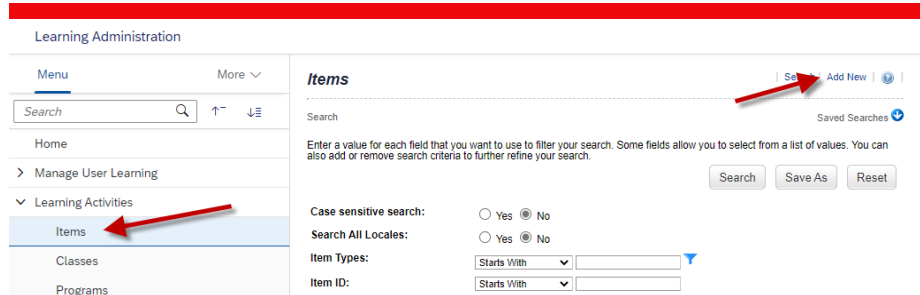 Learning Administration
Menu More
Search
Home
Manage User Learning
Learning Activities
Items
Classes
Programs
Items
Add New
Search
Saved Searches
Enter a value for each field that you want to use to filter your search. Some fields allow you to select from a list of values. You can
also add or remove search criteria to further refine your search.
Search Save As Reset
Case sensitive search: Yes No
Search All Locales: Yes No
Item Types: Starts With
Item ID: Starts With